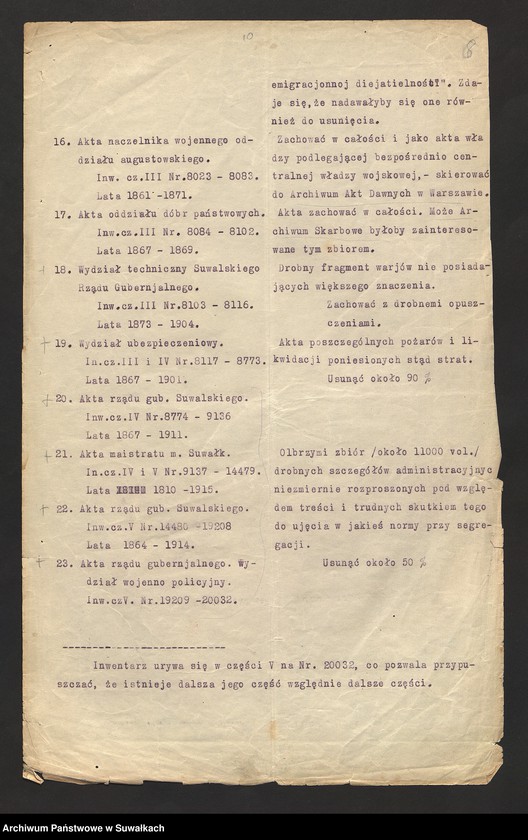 10
6
emigracjonnoj diejatielności". Zda-
je się,że nadawałyby się one rów-
nież do usunięcia.
16. Akta naczelnika wojennego od-
działu augustowskiego.
Inw. cz.III Nr.8023 - 8083.
Lata 1861-1871.
Zachować w całości i jako akta wła
dzy podlegającej bezpośrednio cen-
tralnej władzy wojskowej,- skierować
do Archiwum Akt Dawnych w Warszawie.
17. Akta oddziału dóbr państwowych.
Inw.cz.III Nr. 8084 - 8102.
Lata 1867 - 1869.
Akta zachować w całości. Może Ar-
chiwum Skarbowe byłoby zaintereso-
wane tym zbiorem.
18. Wydział techniczny Suwalskiego
Rządu Gubernjalnego.
Inw.cz.III Nr.8103 - 8116.
Lata 1873 - 1904.
Drobny fragment warjów nie posiada-
jących większego znaczenia.
Zachować z drobnemi opusz-
czeniami.
19. Wydział ubezpieczeniowy.
In.cz.III i IV Nr.8117 - 8773.
Lata 1867 - 1901.
Akta poszczególnych pożarów i li-
kwidacji poniesionych stąd strat.
Usunąć około 90 %
20. Akta rządu gub. Suwalskiego.
Inw.cz.IV Nr.8774 - 9136
Lata 1867 - 1911.
21. Akta maistratu m. Suwałk.
In.cz.IV i V Nr.9137 - 14479.
Lata 1810 -1915.
22. Akta rządu gub. Suwalskiego.
Inw.cz.V Nr.14480 -19208
Lata 1864 - 1914.
23. Akta rządu gubernjalnego. Wy-
dział wojenno policyjny.
Inw.czV. Nr.19209 -20032.
Olbrzymi zbiór /około 11000 vol./
drobnych szczegółów administracyjnyc
niezmiernie rozproszonych pod wzglę-
dem treści i trudnych skutkiem tego
do ujęcia w jakieś normy przy segre-
gacji.
Usunąć około 50 %
Inwentarz urywa się w części V na Nr. 20032, co pozwala przypu-
szczać, że istnieje dalsza jego część względnie dalsze części.
Archiwum Państwowe w Suwałkach